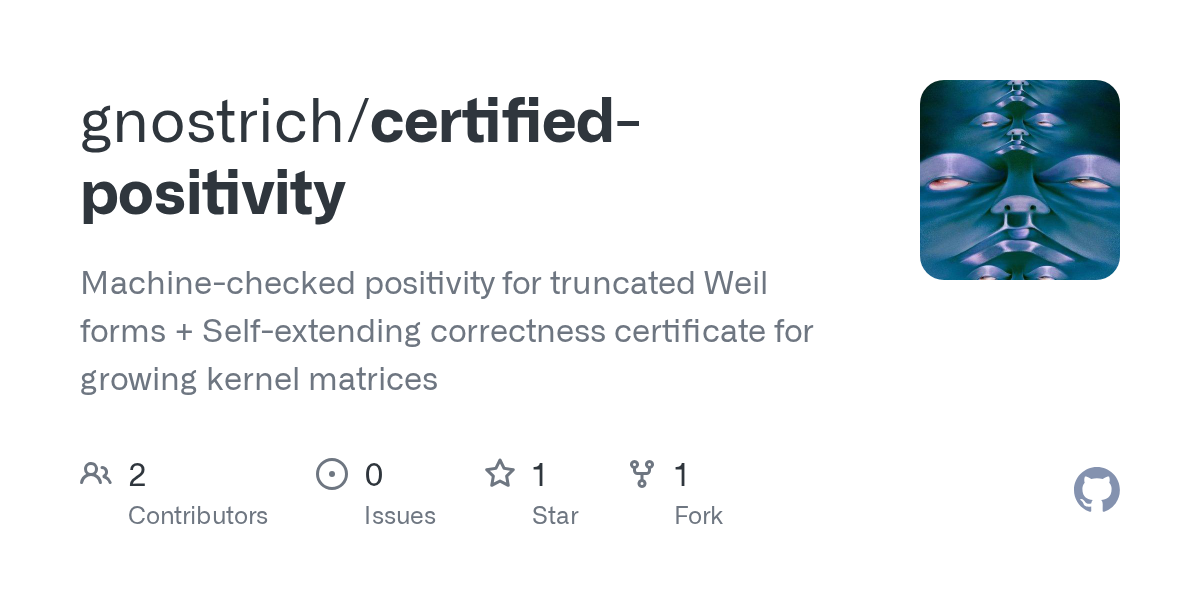 gnostrich/certified-
positivity
Machine-checked positivity for truncated Weil
forms + Self-extending correctness certificate for
growing kernel matrices
2 0 1 1
Contributors Issues Star Fork